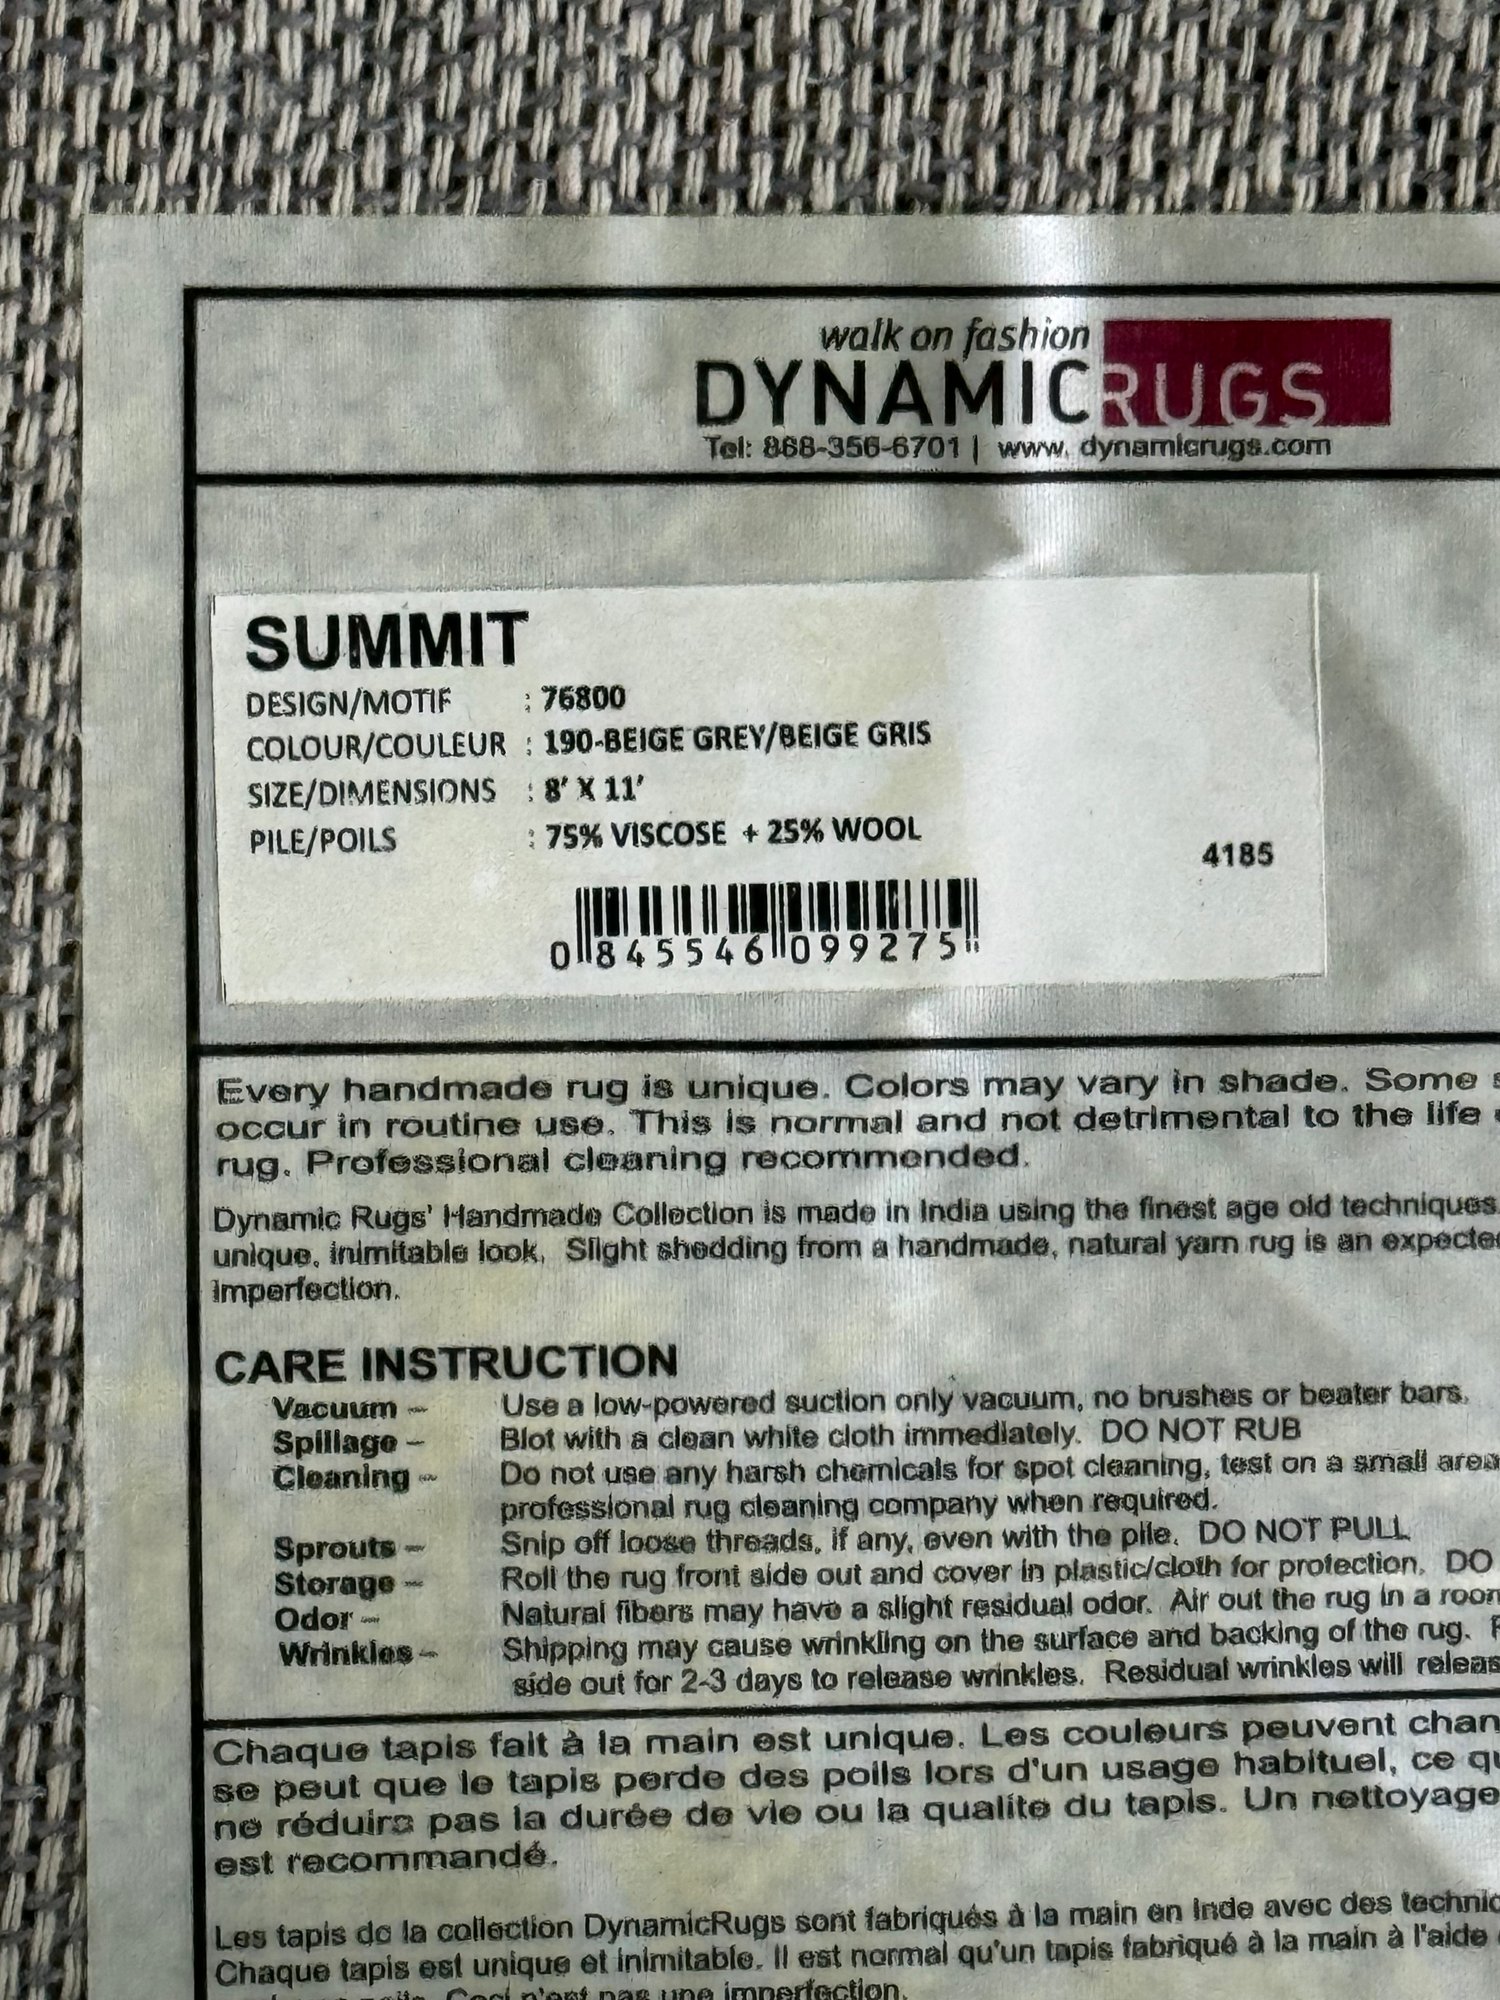 walk on fashion
DYNAMICRUGS
Tel: 868-356-6701 | www. dynamicrugs.com
SUMMIT
DESIGN/MOTIF : 76800
COLOUR/COULEUR : 190-BEIGE GREY/BEIGE GRIS
SIZE/DIMENSIONS : 8' X 11'
PILE/POILS : 75% VISCOSE + 25% WOOL
4185
0 845546 099275
Every handmade rug is unique. Colors may vary in shade. Some
occur in routine use. This is normal and not detrimental to the life
rug. Professional cleaning recommended.
Dynamic Rugs' Handmade Collection is made in India using the finest age old techniques.
unique, inimitable look. Slight shedding from a handmade, natural yarn rug is an expected
imperfection.
CARE INSTRUCTION
Vacuum – Use a low-powered suction only vacuum, no brushes or beater bars.
Spillage – Blot with a clean white cloth immediately. DO NOT RUB
Cleaning – Do not use any harsh chemicals for spot cleaning, test on a small area
professional rug cleaning company when required.
Sprouts – Snip off loose threads, if any, even with the pile. DO NOT PULL
Storage – Roll the rug front side out and cover in plastic/cloth for protection. DO
Odor – Natural fibers may have a slight residual odor. Air out the rug in a room
Wrinkles – Shipping may cause wrinkling on the surface and backing of the rug.
side out for 2-3 days to release wrinkles. Residual wrinkles will releas
Chaque tapis fait à la main est unique. Les couleurs peuvent chan
se peut que le tapis perde des poils lors d'un usage habituel, ce qu
ne réduira pas la durée de vie ou la qualite du tapis. Un nettoyage
est recommandé.
Les tapis de la collection DynamicRugs sont fabriqués à la main en Inde avec des technic
Chaque tapis est unique et inimitable. Il est normal qu'un tapis fabriqué à la main à l'aide
Ceci n'est pas une imperfection.